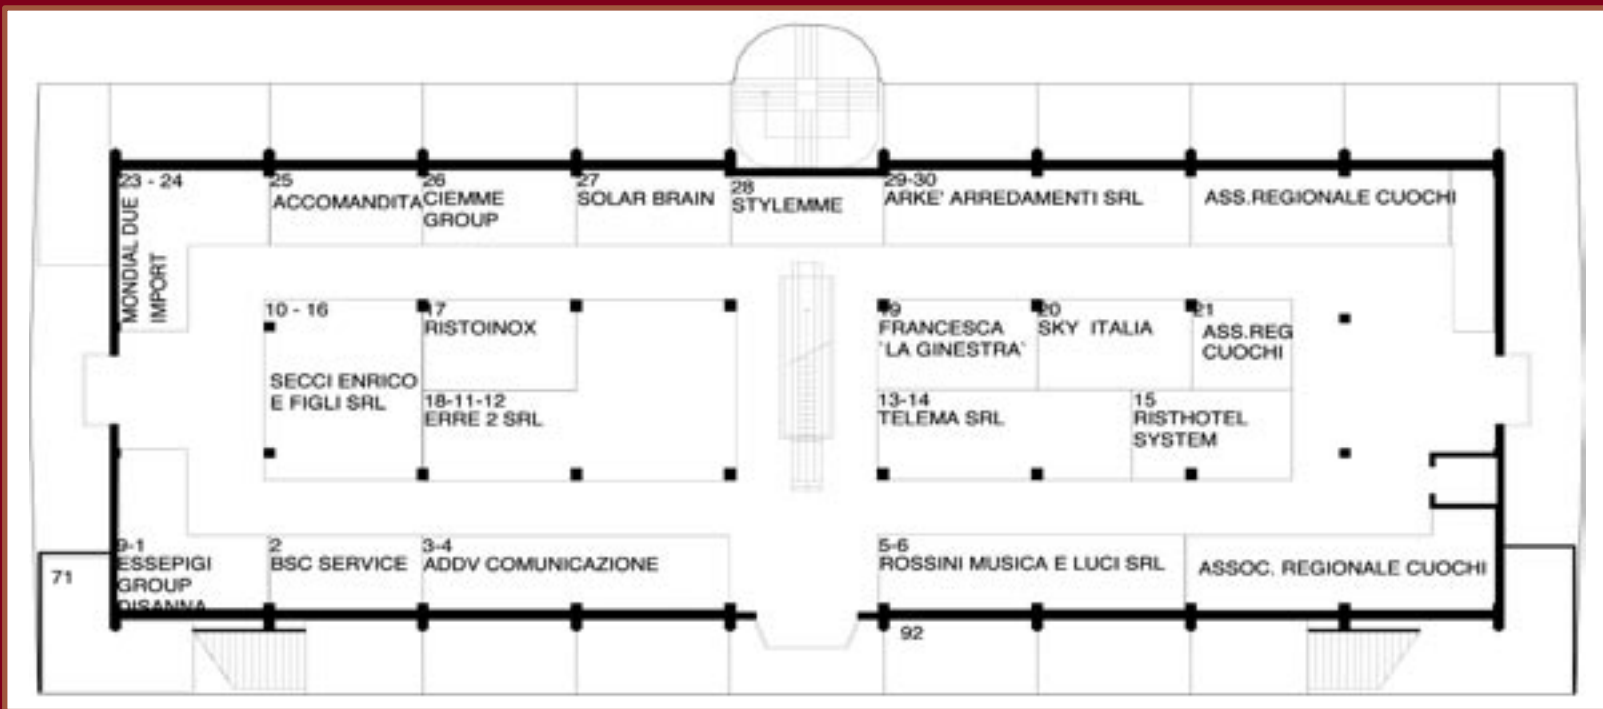 23 - 24
MONDIAL DUE
IMPORT
25
ACCOMANDITA
26
CIEMME
GROUP
27
SOLAR BRAIN
28
STYLEMME
29-30
ARKE' ARREDAMENTI SRL
ASS.REGIONALE CUOCHI
10 - 16
SECCI ENRICO
E FIGLI SRL
17
RISTOINOX
18-11-12
ERRE 2 SRL
19
FRANCESCA
`LA GINESTRA`
20
SKY ITALIA
21
ASS.REG
CUOCHI
13-14
TELEMA SRL
15
RISTHOTEL
SYSTEM
9-1
ESSEPIGI
GROUP
DISANNA
2
BSC SERVICE
3-4
ADDV COMUNICAZIONE
5-6
ROSSINI MUSICA E LUCI SRL
ASSOC. REGIONALE CUOCHI
71
92